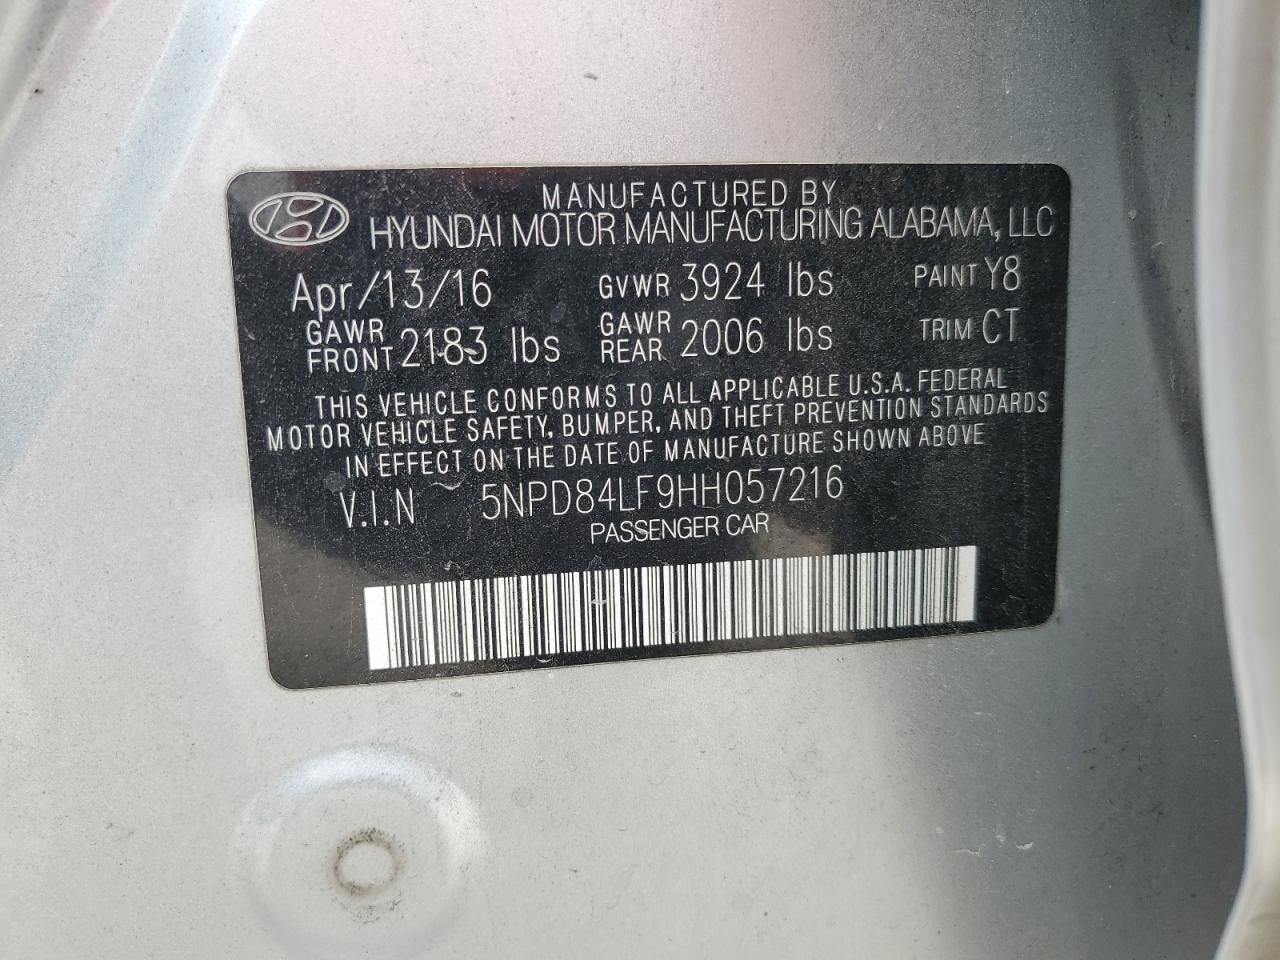 MANUFACTURED BY
HYUNDAI MOTOR MANUFACTURING ALABAMA, LLC
Apr/13/16 GVWR 3924 lbs PAINT Y8
GAWR FRONT 2183 lbs GAWR REAR 2006 lbs TRIM CT
THIS VEHICLE CONFORMS TO ALL APPLICABLE U.S.A. FEDERAL
MOTOR VEHICLE SAFETY, BUMPER, AND THEFT PREVENTION STANDARDS
IN EFFECT ON THE DATE OF MANUFACTURE SHOWN ABOVE
V.I.N 5NPD84LF9HH057216
PASSENGER CAR